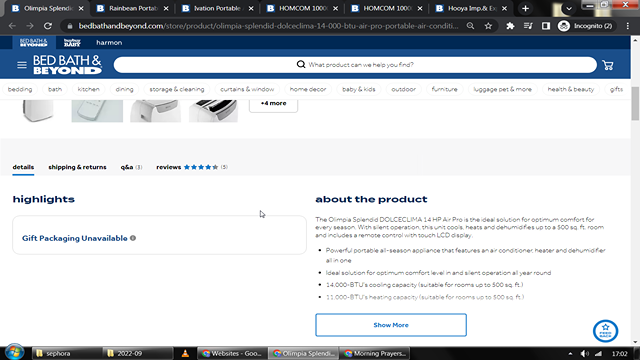 Olimpia Splendi
Rainbean Porta
Ivation Portable
HOMCOM 1000
HOMCOM 1000
Hooya Imp.& Ex
bedbathandbeyond.com/store/product/olimpia-splendid-dolceclima-14-000-btu-air-pro-portable-air-conditi...
Incognito (2)
BED BATH &
BEYOND
buybuy
BABY
harmon
BED BATH &
BEYOND
What product can we help you find?
bedding
bath
kitchen
dining
storage & cleaning
curtains & window
home decor
baby & kids
outdoor
furniture
luggage pet & more
health & beauty
gifts
+4 more
details
shipping & returns
q&a (3)
reviews
(5)
highlights
Gift Packaging Unavailable
about the product
The Olimpia Splendid DOLCECLIMA 14 HP Air Pro is the ideal solution for optimum comfort for
every season. With silent operation, this unit cools, heats and dehumidifies up to a 500 sq. ft. room
and includes a remote control with touch LCD display.
• Powerful portable all-season appliance that features an air conditioner, heater and dehumidifier
all in one
• Ideal solution for optimum comfort level in and silent operation all year round
• 14,000-BTU's cooling capacity (suitable for rooms up to 500 sq. ft.)
• 11,000-BTU's heating capacity (suitable for rooms up to 500 sq. ft.)
Show More
FEED
BACK
sephora
2022-09
Websites - Goo...
Olimpia Splendi...
Morning Prayers...
17:02